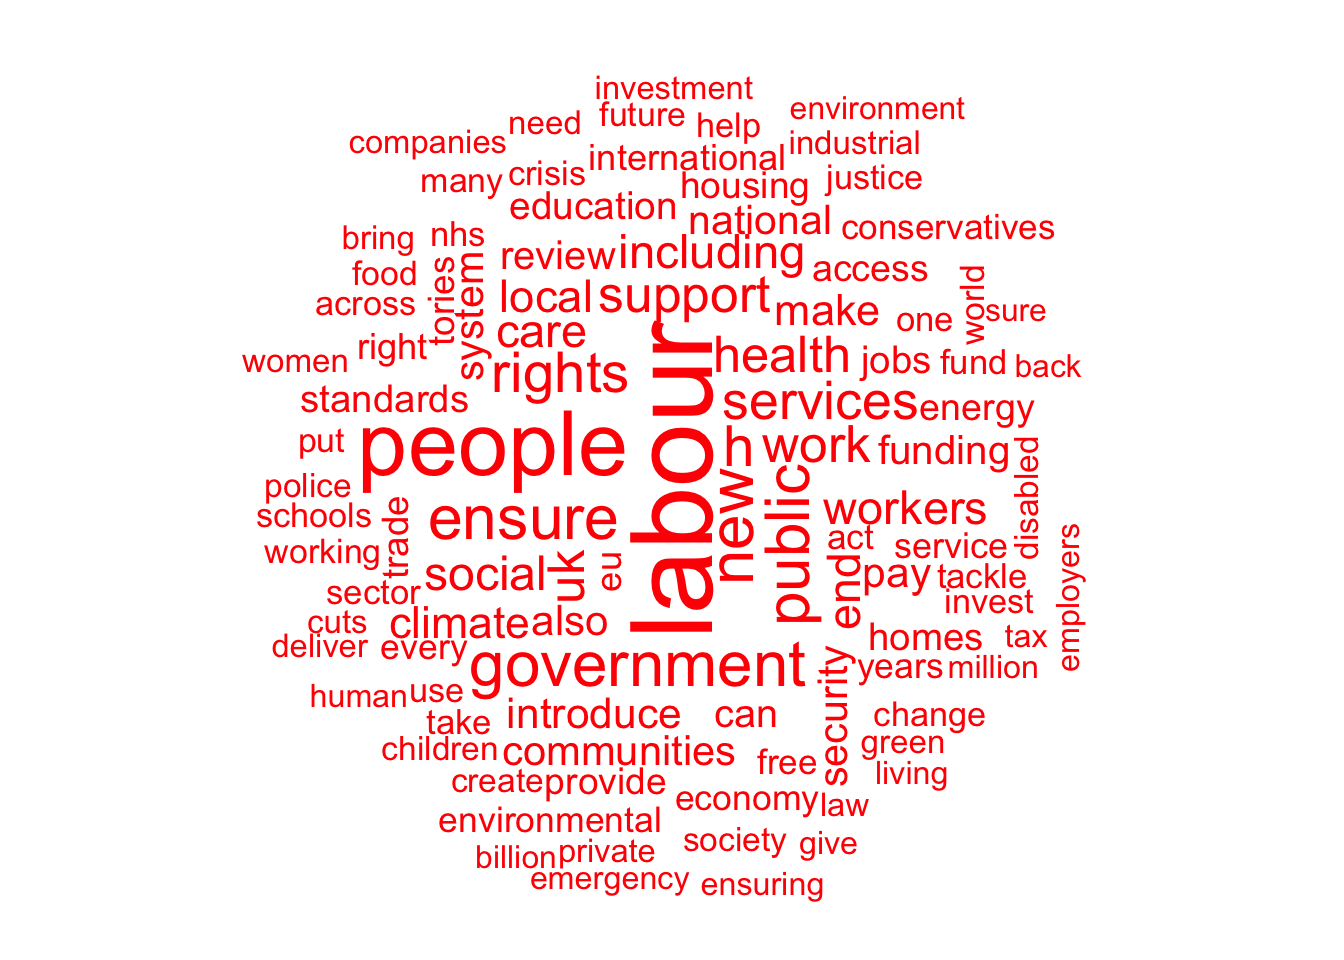 investment
environment
future
need
help
companies
industrial
international
crisis
many
housing
justice
education
national
conservatives
bring
nhs
review
including
access
food
tories
system
world
across
local
support
make
one
sure
care
women
right
rights
labour
health
jobs
fund
back
standards
services
energy
people
h
work
funding
put
disabled
police
schools
trade
ensure
new
public
workers
working
act
service
employers
social
uk
eu
end
pay
tackle
sector
invest
cuts
climate
also
homes
tax
deliver
every
government
security
years
million
human
use
take
introduce
can
change
children
communities
free
green
living
create
provide
economy
law
environmental
society
give
billion
private
emergency
ensuring